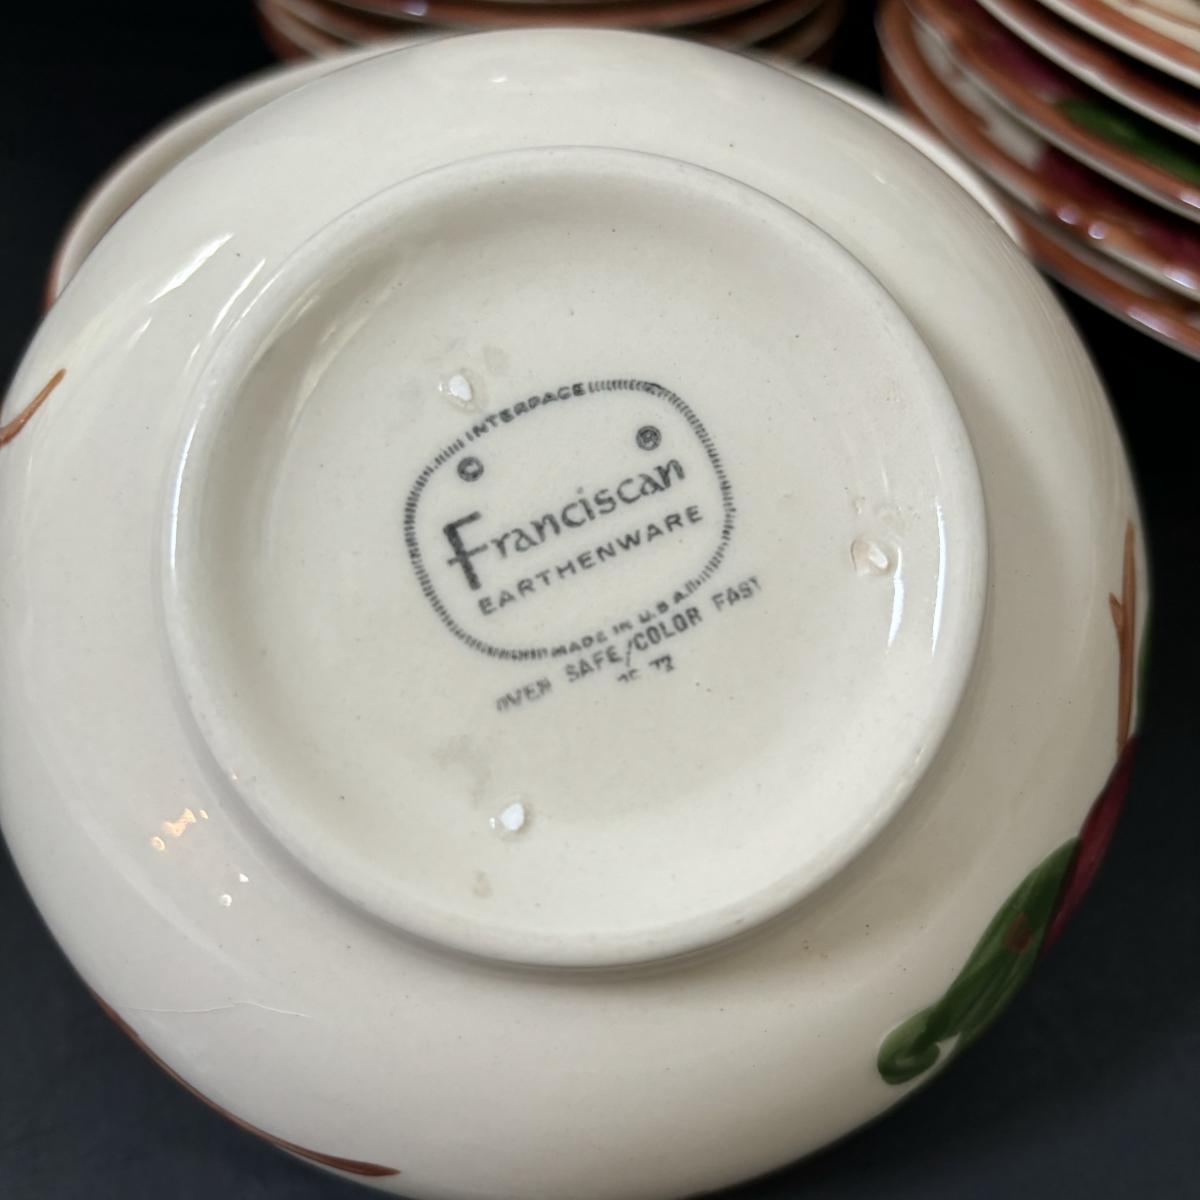 INTERPACE
© ®
Franciscan
EARTHENWARE
MADE IN U.S.A.
OVEN SAFE/COLOR FAST